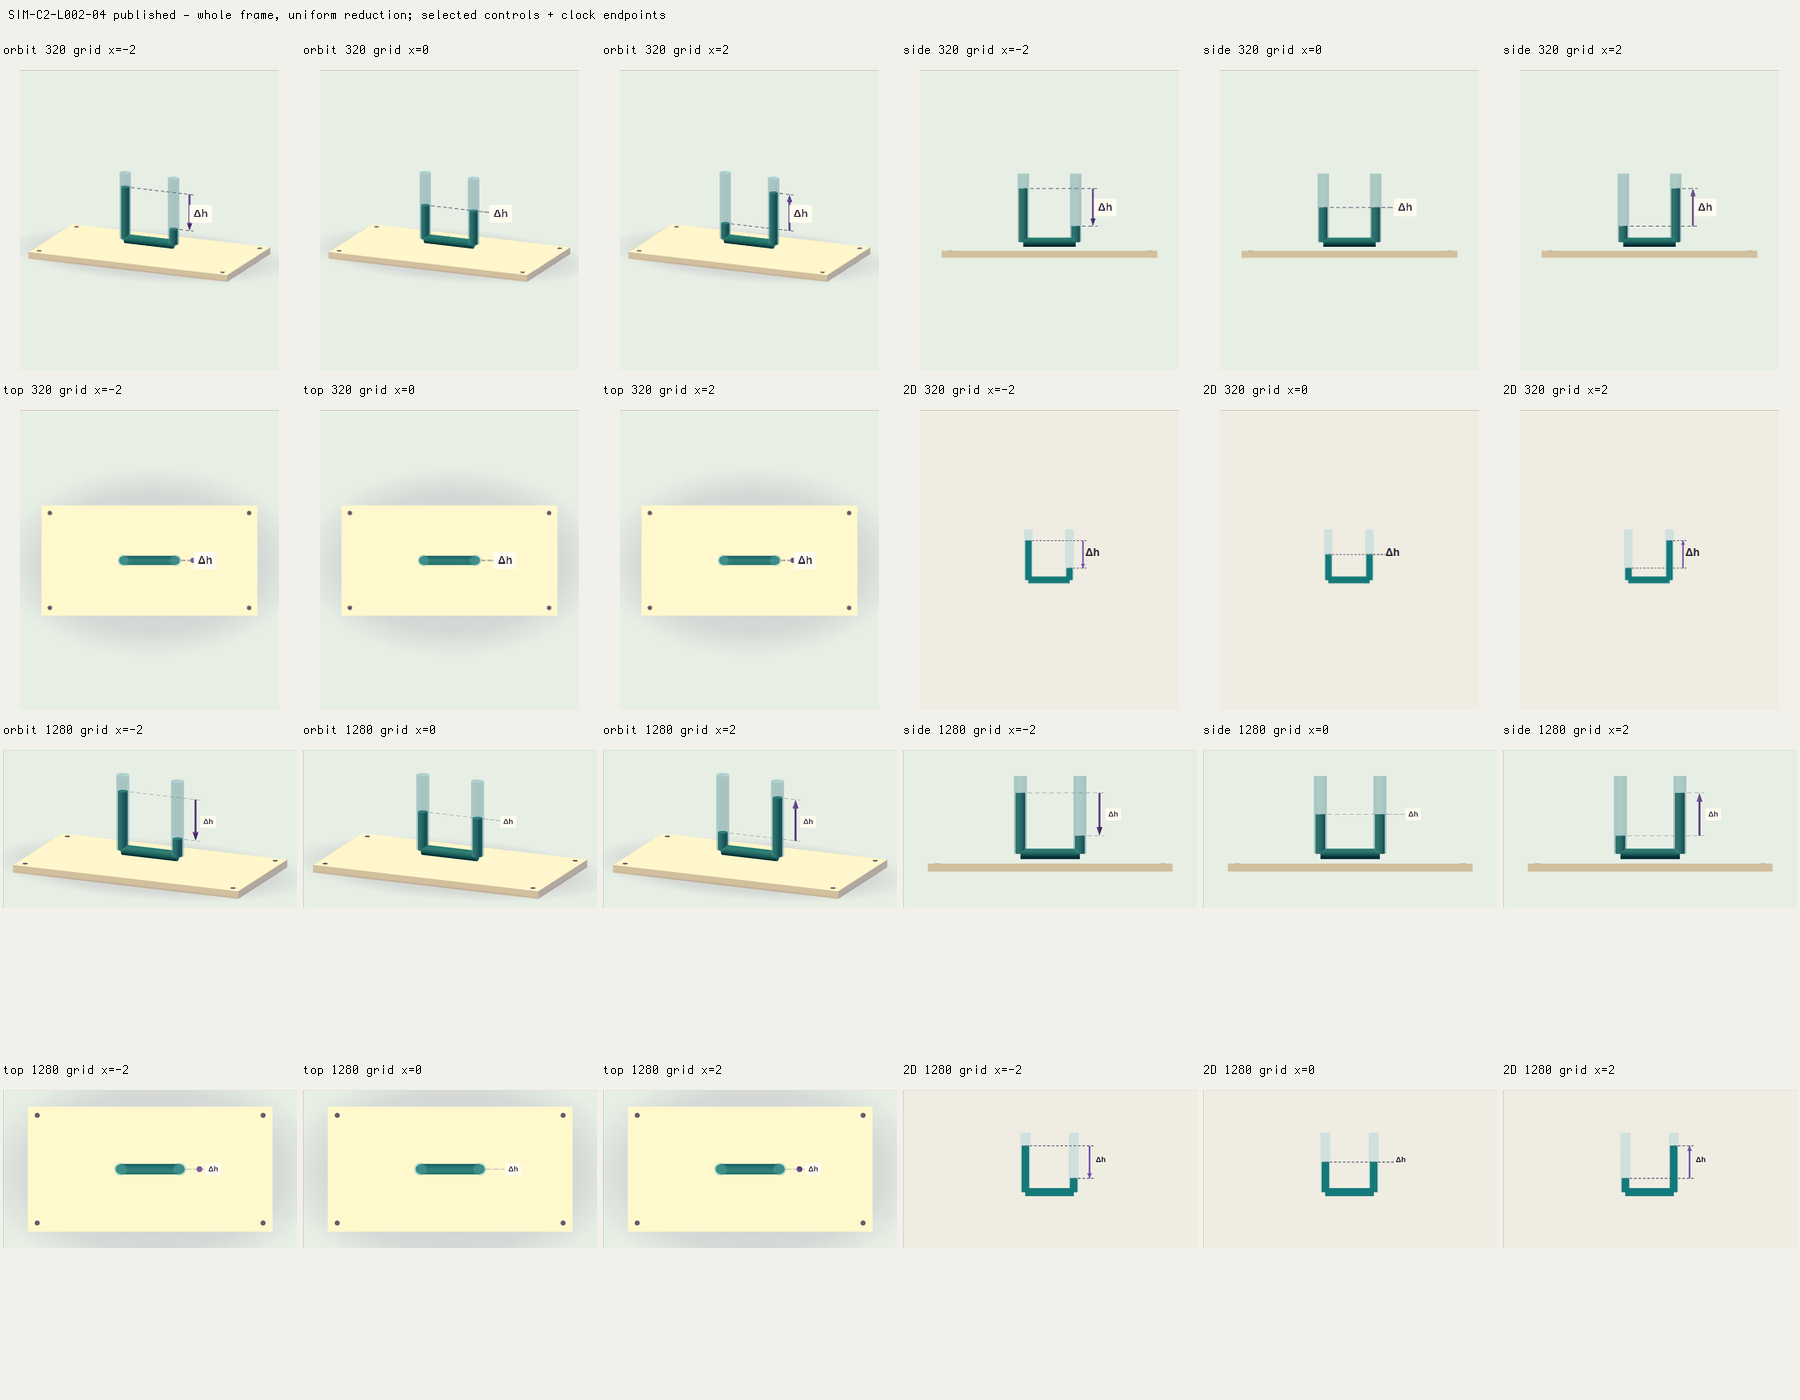 SIM-C2-L002-04 published — whole frame, uniform reduction; selected controls + clock endpoints
orbit 320 grid x=-2
orbit 320 grid x=0
orbit 320 grid x=2
side 320 grid x=-2
side 320 grid x=0
side 320 grid x=2
Δh
Δh
Δh
Δh
Δh
Δh
top 320 grid x=-2
top 320 grid x=0
top 320 grid x=2
2D 320 grid x=-2
2D 320 grid x=0
2D 320 grid x=2
Δh
Δh
Δh
Δh
Δh
Δh
orbit 1280 grid x=-2
orbit 1280 grid x=0
orbit 1280 grid x=2
side 1280 grid x=-2
side 1280 grid x=0
side 1280 grid x=2
Δh
Δh
Δh
Δh
Δh
Δh
top 1280 grid x=-2
top 1280 grid x=0
top 1280 grid x=2
2D 1280 grid x=-2
2D 1280 grid x=0
2D 1280 grid x=2
Δh
Δh
Δh
Δh
Δh
Δh